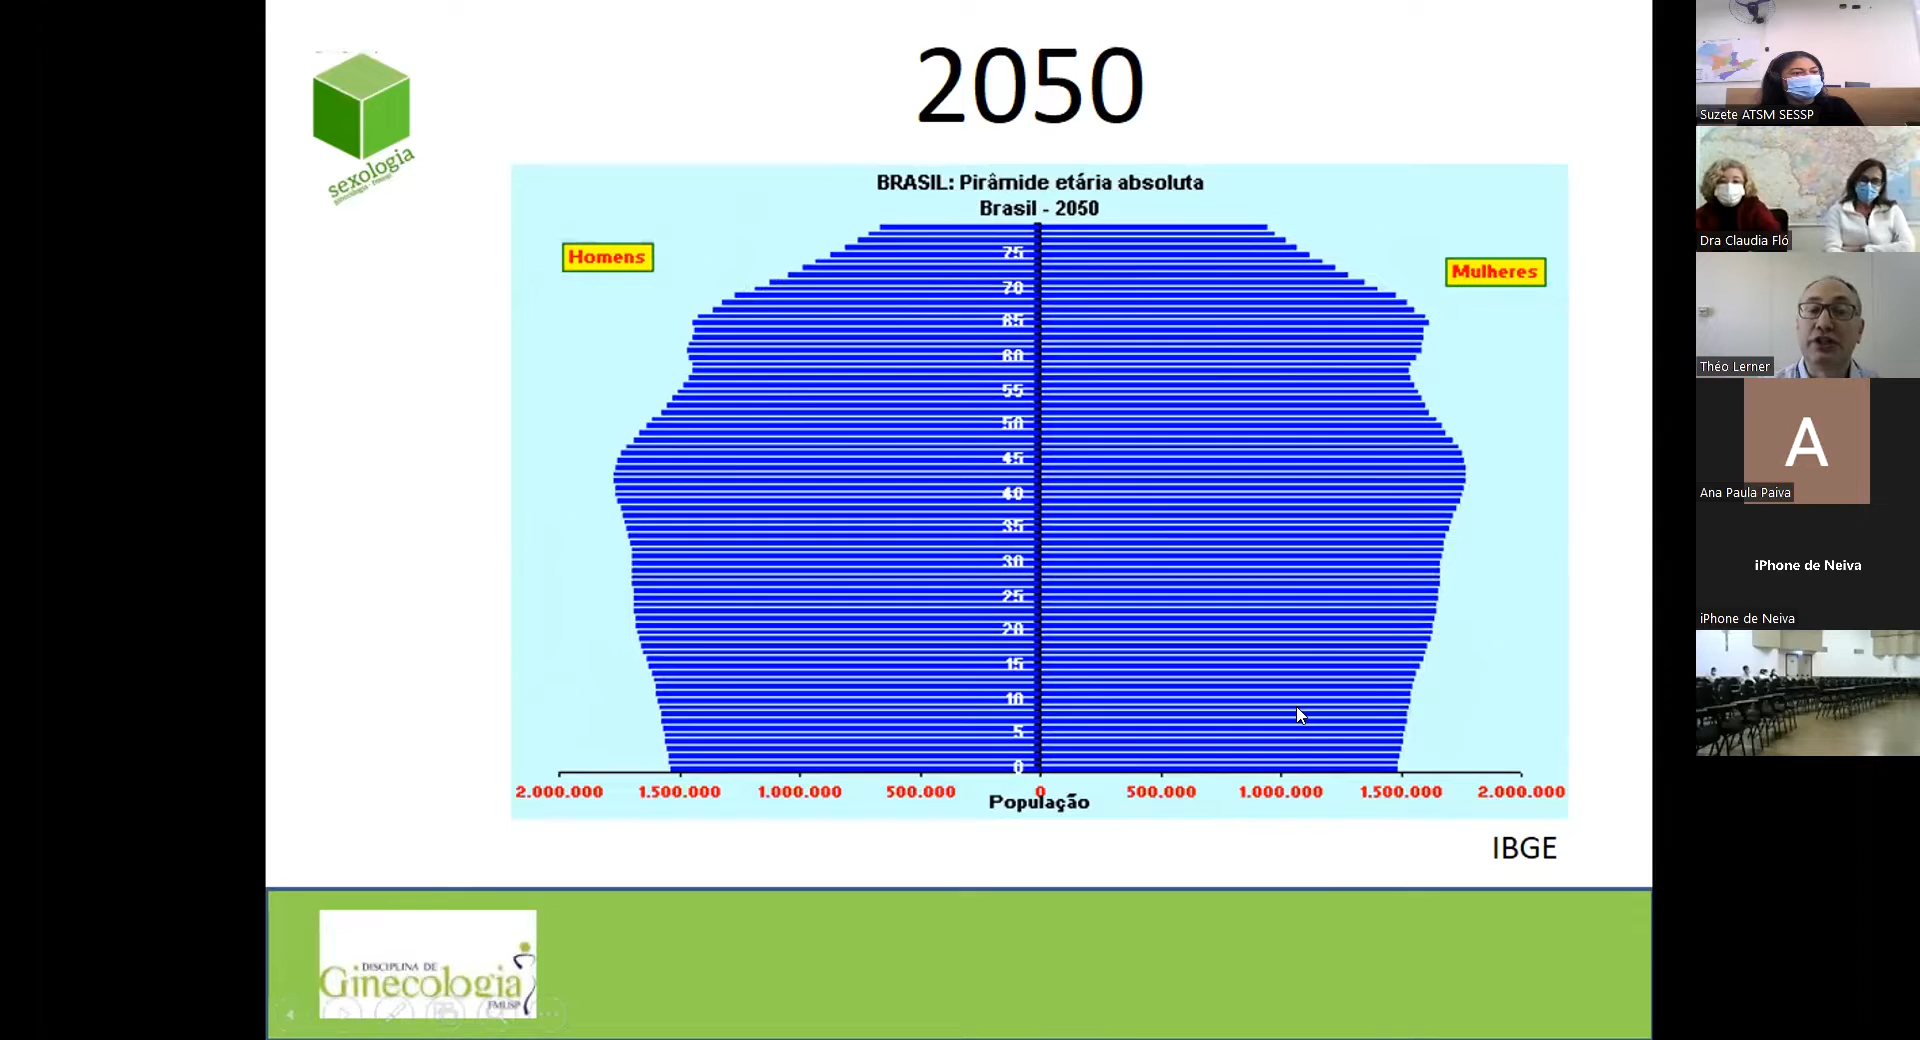 2050
sexologia
BRASIL: Pirâmide etária absoluta
Brasil - 2050
Homens
Mulheres
75
70
65
60
55
50
45
40
35
30
25
20
15
10
5
0
2.000.000 1.500.000 1.000.000 500.000 0 500.000 1.000.000 1.500.000 2.000.000
População
IBGE
DISCIPLINA DE
Ginecologia
FMUSP
Suzete ATSM SESSP
Dra Claudia Fló
Théo Lerner
A
Ana Paula Paiva
iPhone de Neiva
iPhone de Neiva